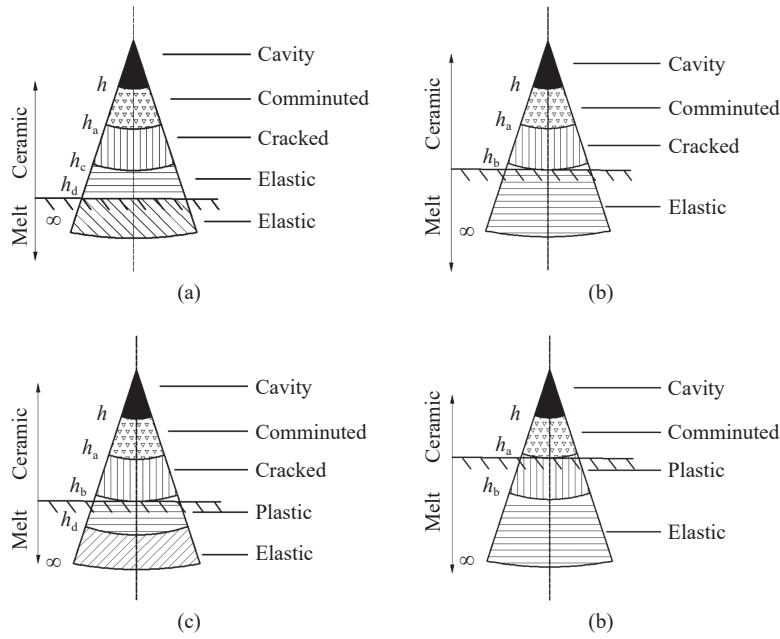 Cavity
h
Comminuted
h_a
Cracked
h_c
Elastic
h_d
∞
Elastic
Ceramic
Melt
(a)
Cavity
h
Comminuted
h_a
Cracked
h_b
Elastic
∞
Ceramic
Melt
(b)
Cavity
h
Comminuted
h_a
Cracked
h_b
Plastic
h_d
Elastic
∞
Ceramic
Melt
(c)
Cavity
h
Comminuted
h_a
Plastic
h_b
Elastic
∞
Ceramic
Melt
(b)